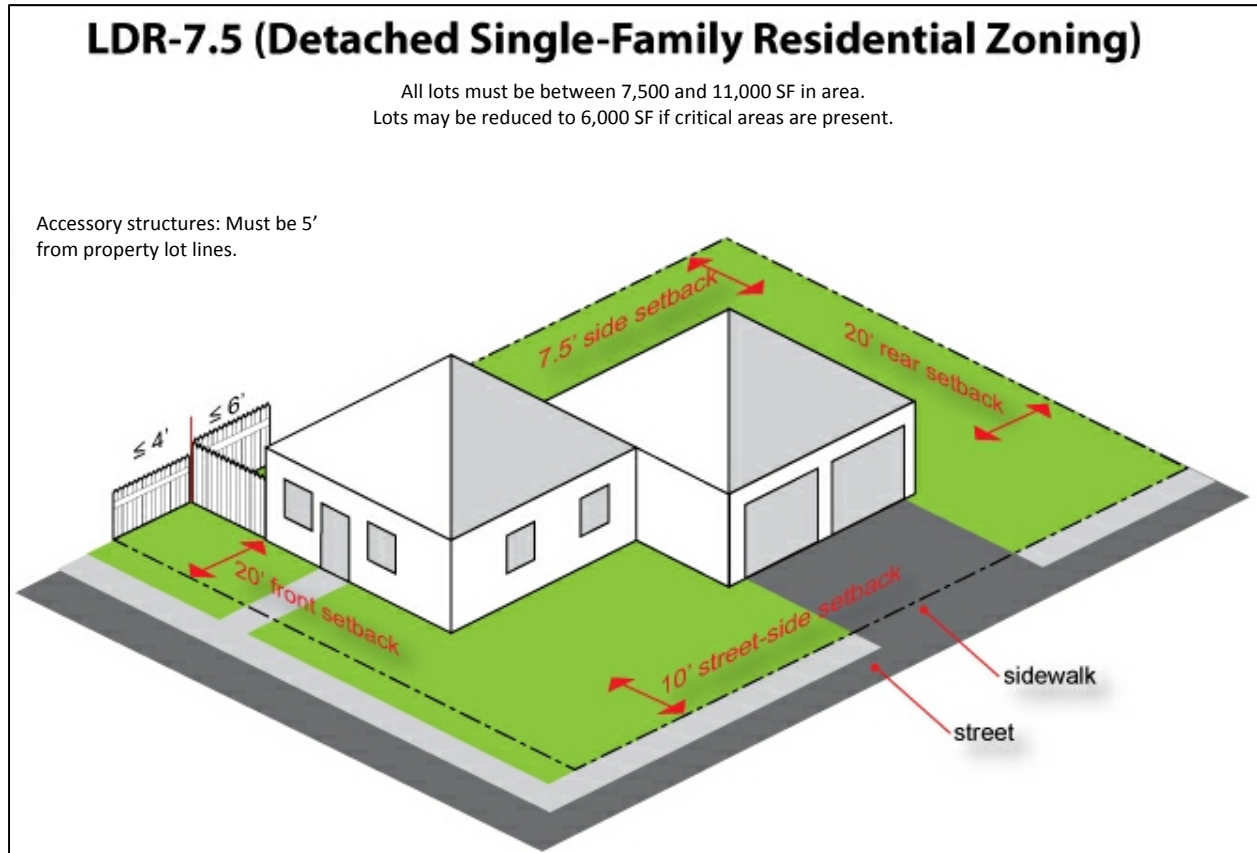 LDR-7.5 (Detached Single-Family Residential Zoning)
All lots must be between 7,500 and 11,000 SF in area.
Lots may be reduced to 6,000 SF if critical areas are present.
Accessory structures: Must be 5’
from property lot lines.
7.5' side setback
20' rear setback
≤ 6'
≤ 4'
20' front setback
10' street-side setback
sidewalk
street